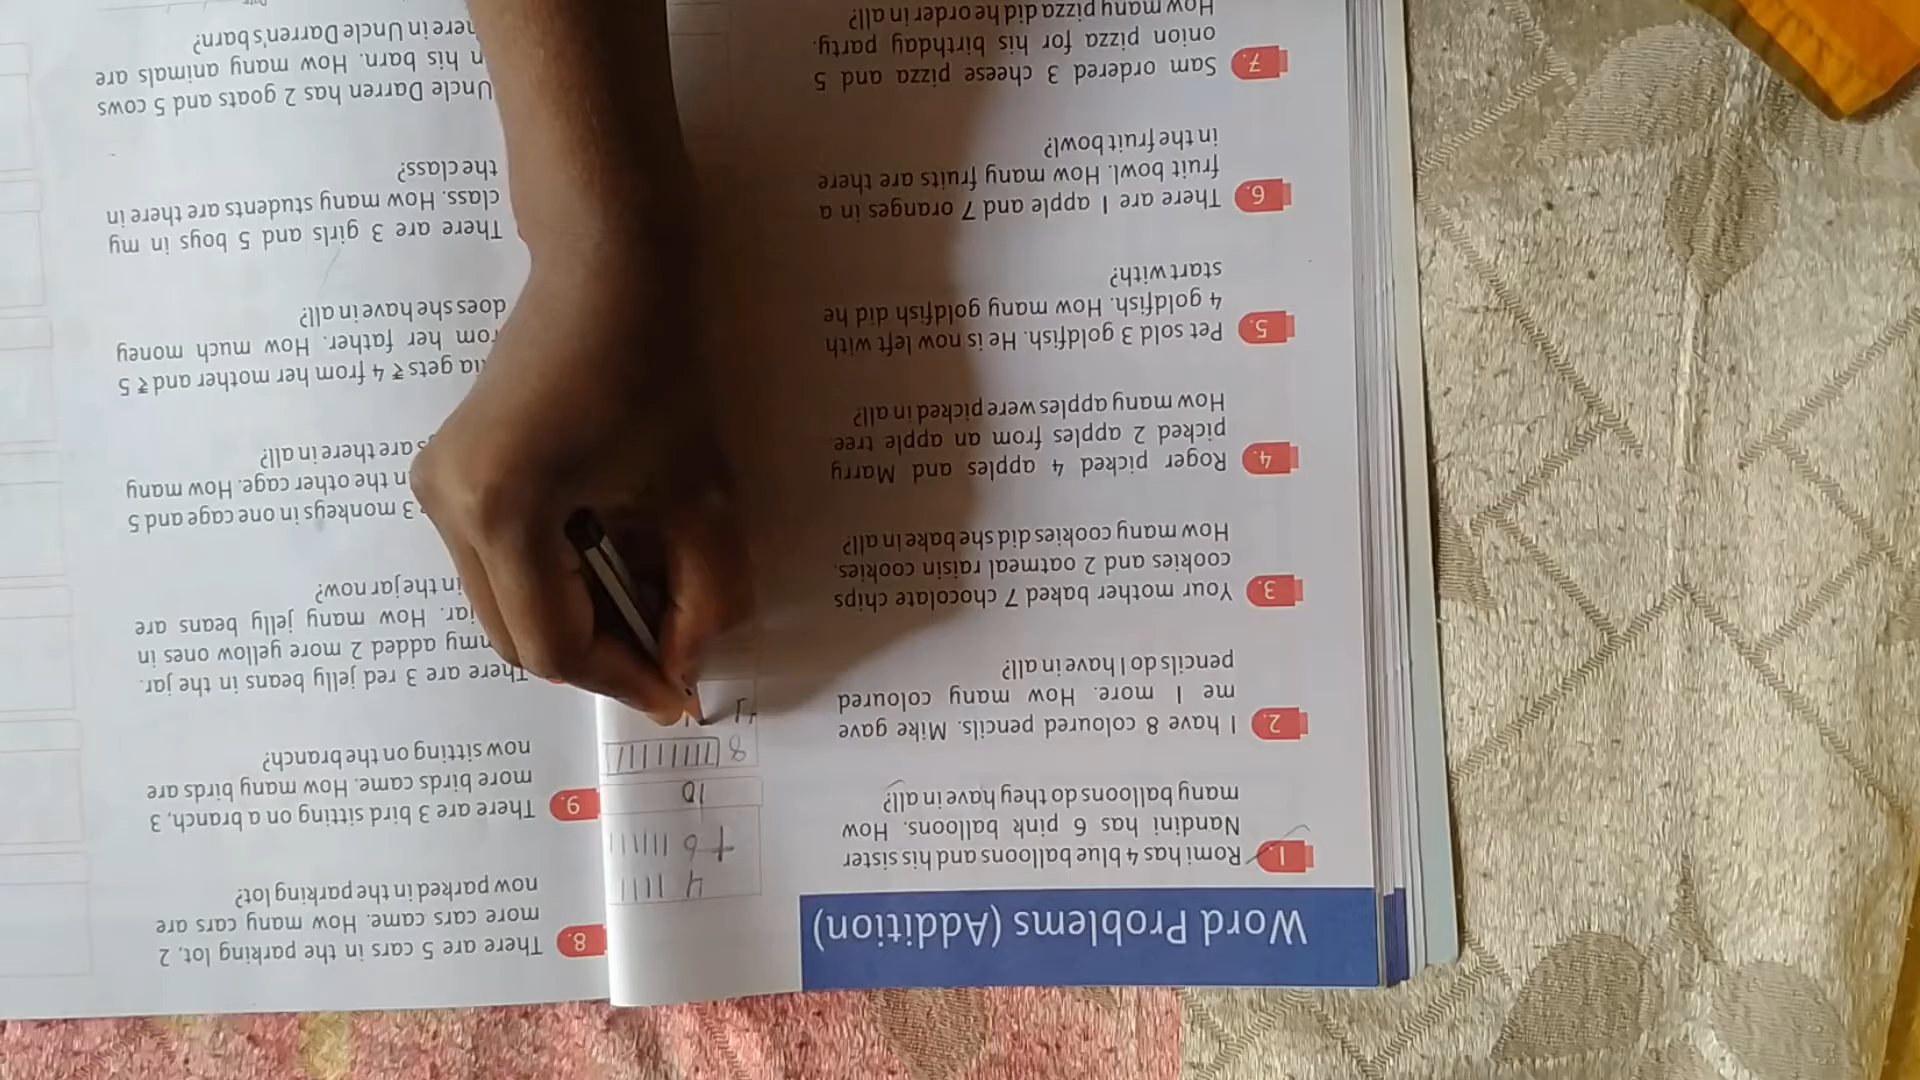 Word Problems (Addition)
1. Romi has 4 blue balloons and his sister
Nandini has 6 pink balloons. How
many balloons do they have in all?
4 ||||
+ 6 ||||||
10
2. I have 8 coloured pencils. Mike gave
me 1 more. How many coloured
pencils do I have in all?
8 ||||||||
+1
3. Your mother baked 7 chocolate chips
cookies and 2 oatmeal raisin cookies.
How many cookies did she bake in all?
4. Roger picked 4 apples and Marry
picked 2 apples from an apple tree.
How many apples were picked in all?
5. Pet sold 3 goldfish. He is now left with
4 goldfish. How many goldfish did he
start with?
6. There are 1 apple and 7 oranges in a
fruit bowl. How many fruits are there
in the fruit bowl?
7. Sam ordered 3 cheese pizza and 5
onion pizza for his birthday party.
How many pizza did he order in all?
8. There are 5 cars in the parking lot, 2
more cars came. How many cars are
now parked in the parking lot?
9. There are 3 bird sitting on a branch, 3
more birds came. How many birds are
now sitting on the branch?
There are 3 red jelly beans in the jar.
added 2 more yellow ones in
jar. How many jelly beans are
in the jar now?
3 monkeys in one cage and 5
in the other cage. How many
are there in all?
gets ₹ 4 from her mother and ₹ 5
from her father. How much money
does she have in all?
There are 3 girls and 5 boys in my
class. How many students are there in
the class?
Uncle Darren has 2 goats and 5 cows
in his barn. How many animals are
there in Uncle Darren's barn?